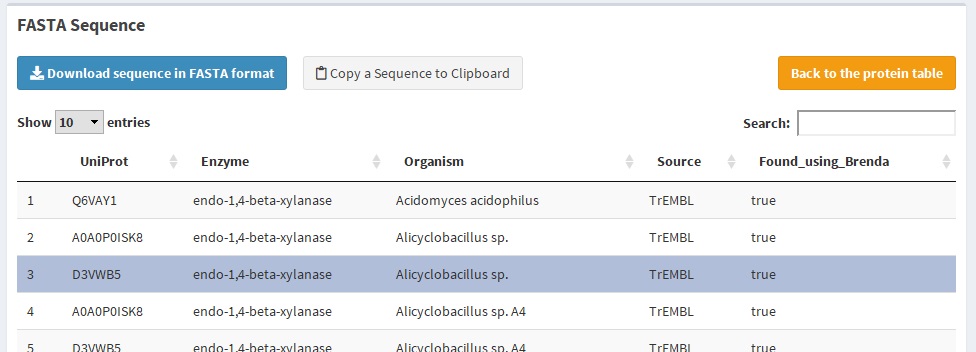 FASTA Sequence
Download sequence in FASTA format Copy a Sequence to Clipboard Back to the protein table
Show 10 entries Search:
UniProt Enzyme Organism Source Found_using_Brenda
1 Q6VAY1 endo-1,4-beta-xylanase Acidomyces acidophilus TrEMBL true
2 A0A0P0ISK8 endo-1,4-beta-xylanase Alicyclobacillus sp. TrEMBL true
3 D3VWB5 endo-1,4-beta-xylanase Alicyclobacillus sp. TrEMBL true
4 A0A0P0ISK8 endo-1,4-beta-xylanase Alicyclobacillus sp. A4 TrEMBL true
5 D3VWB5 endo-1,4-beta-xylanase Alicyclobacillus sp. A4 TrEMBL true